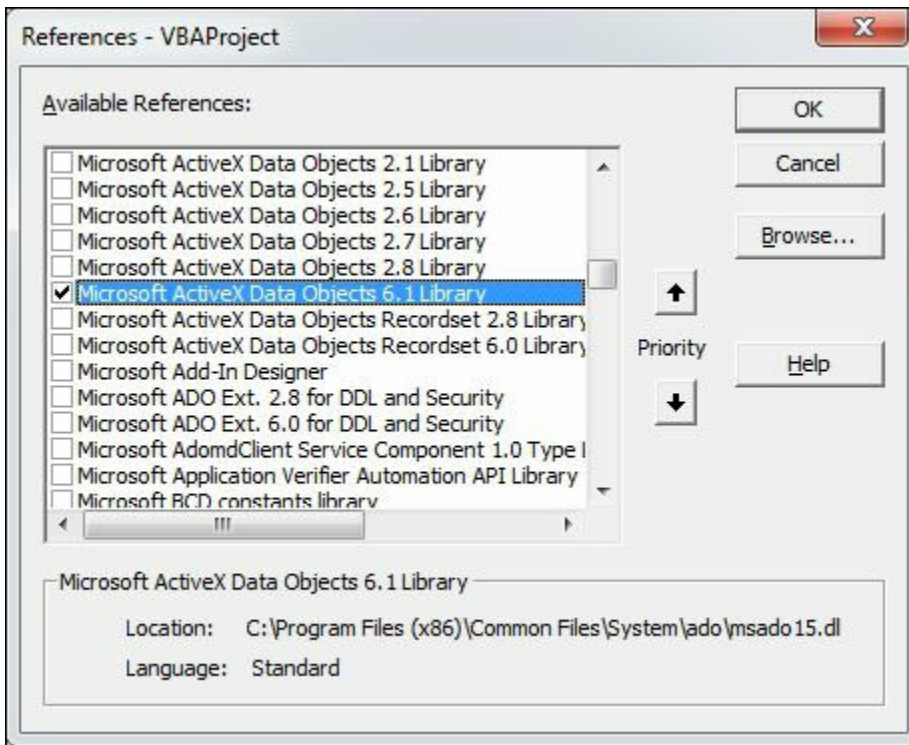 References - VBAProject
Available References:
OK
Cancel
Browse...
Microsoft ActiveX Data Objects 2.1 Library
Microsoft ActiveX Data Objects 2.5 Library
Microsoft ActiveX Data Objects 2.6 Library
Microsoft ActiveX Data Objects 2.7 Library
Microsoft ActiveX Data Objects 2.8 Library
Microsoft ActiveX Data Objects 6.1 Library
Microsoft ActiveX Data Objects Recordset 2.8 Library
Microsoft ActiveX Data Objects Recordset 6.0 Library
Microsoft Add-In Designer
Microsoft ADO Ext. 2.8 for DDL and Security
Microsoft ADO Ext. 6.0 for DDL and Security
Microsoft AdomdClient Service Component 1.0 Type
Microsoft Application Verifier Automation API Library
Microsoft BCD constants library
Priority
Help
Microsoft ActiveX Data Objects 6.1 Library
Location: C:\Program Files (x86)\Common Files\System\ado\msado15.dl
Language: Standard